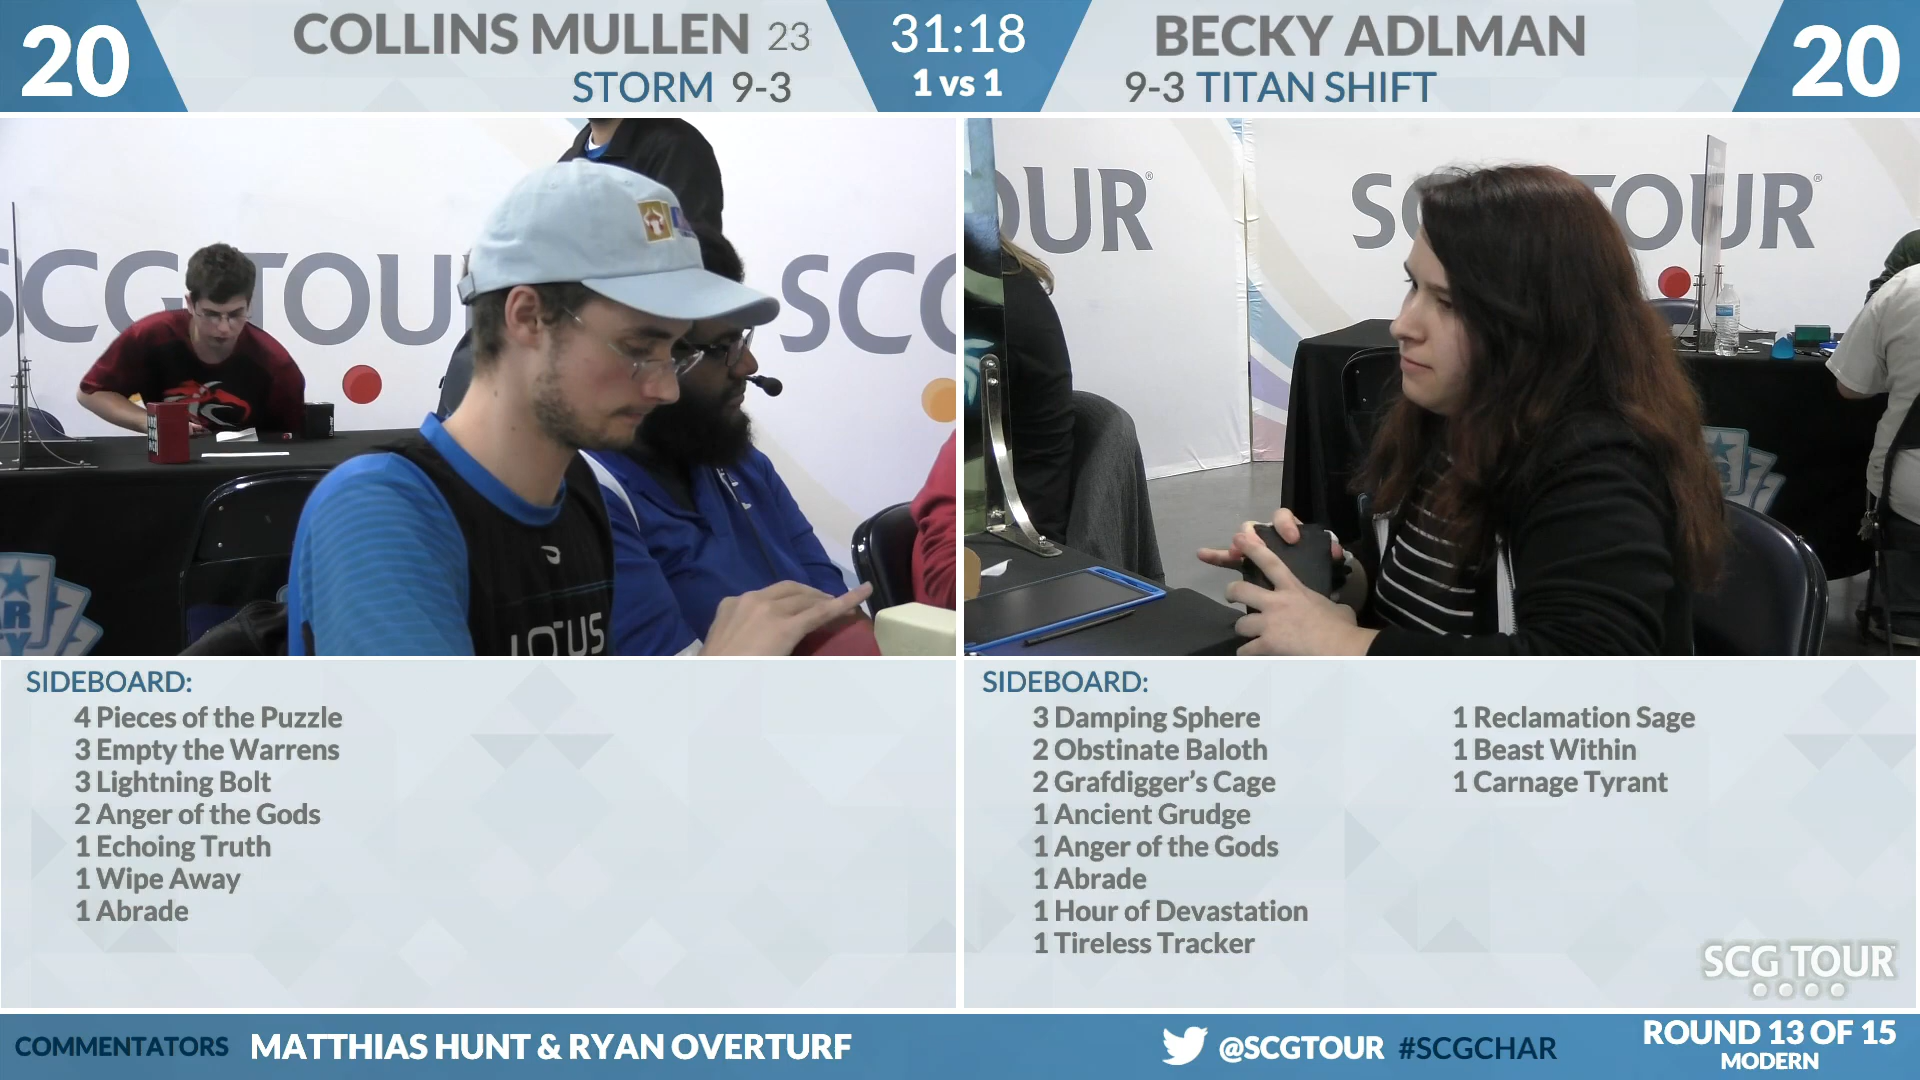 20
COLLINS MULLEN 23
STORM 9-3
31:18
1 vs 1
BECKY ADLMAN
9-3 TITAN SHIFT
20
SCG TOUR
SCG
OUR®
SCG TOUR®
LOTUS
SIDEBOARD:
4 Pieces of the Puzzle
3 Empty the Warrens
3 Lightning Bolt
2 Anger of the Gods
1 Echoing Truth
1 Wipe Away
1 Abrade
SIDEBOARD:
3 Damping Sphere
2 Obstinate Baloth
2 Grafdigger's Cage
1 Ancient Grudge
1 Anger of the Gods
1 Abrade
1 Hour of Devastation
1 Tireless Tracker
1 Reclamation Sage
1 Beast Within
1 Carnage Tyrant
SCG TOUR
COMMENTATORS MATTHIAS HUNT & RYAN OVERTURF
@SCGTOUR #SCGCHAR
ROUND 13 OF 15
MODERN